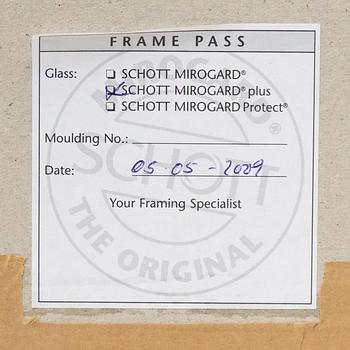 FRAME PASS
Glass: ❑ SCHOTT MIROGARD®
❑ SCHOTT MIROGARD® plus
❑ SCHOTT MIROGARD Protect®
Moulding No.:
Date: 05-05-2009
Your Framing Specialist
MIROGARD®
SCHOTT
THE ORIGINAL